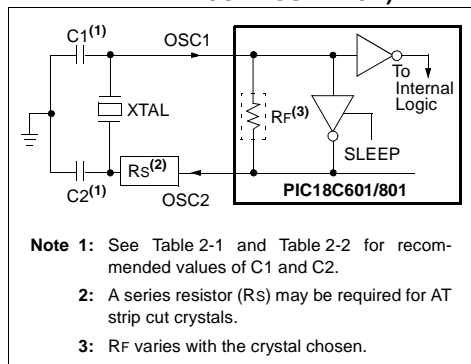 C1(1)
OSC1
To
Internal
Logic
XTAL
RF(3)
SLEEP
C2(1)
RS(2)
OSC2
PIC18C601/801
Note 1: See Table 2-1 and Table 2-2 for recom-
mended values of C1 and C2.
2: A series resistor (RS) may be required for AT
strip cut crystals.
3: RF varies with the crystal chosen.